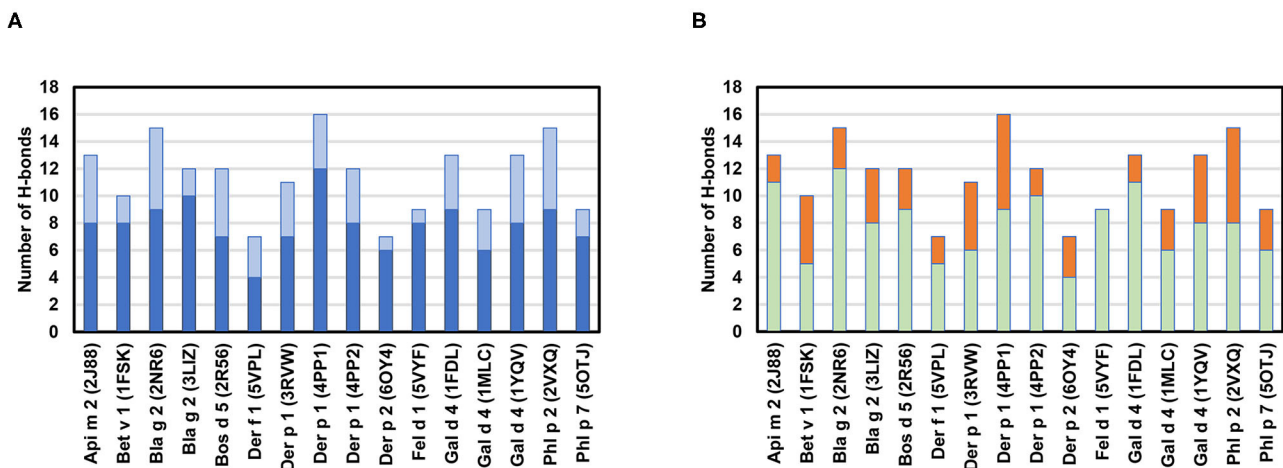 A
Number of H-bonds
18
16
14
12
10
8
6
4
2
0
Api m 2 (2J88)
Bet v 1 (1FSK)
Bla g 2 (2NR6)
Bla g 2 (3LIZ)
Bos d 5 (2R56)
Der f 1 (5VPL)
Der p 1 (3RVW)
Der p 1 (4PP1)
Der p 1 (4PP2)
Der p 2 (6OY4)
Fel d 1 (5VYF)
Gal d 4 (1FDL)
Gal d 4 (1MLC)
Gal d 4 (1YQV)
Phl p 2 (2VXQ)
Phl p 7 (5OTJ)
B
Number of H-bonds
18
16
14
12
10
8
6
4
2
0
Api m 2 (2J88)
Bet v 1 (1FSK)
Bla g 2 (2NR6)
Bla g 2 (3LIZ)
Bos d 5 (2R56)
Der f 1 (5VPL)
Der p 1 (3RVW)
Der p 1 (4PP1)
Der p 1 (4PP2)
Der p 2 (6OY4)
Fel d 1 (5VYF)
Gal d 4 (1FDL)
Gal d 4 (1MLC)
Gal d 4 (1YQV)
Phl p 2 (2VXQ)
Phl p 7 (5OTJ)